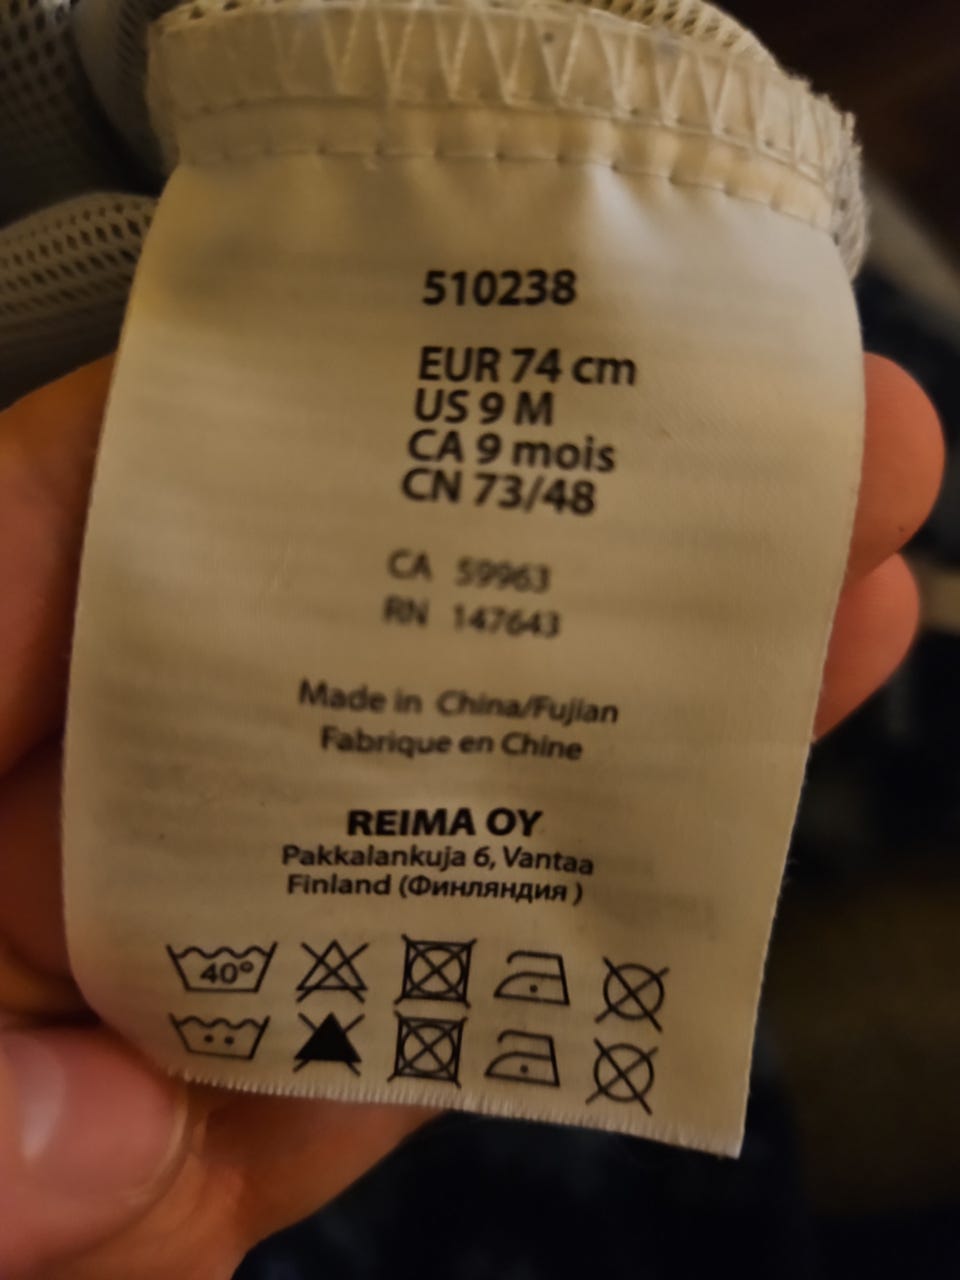 510238
EUR 74 cm
US 9 M
CA 9 mois
CN 73/48
CA 59963
RN 147643
Made in China/Fujian
Fabrique en Chine
REIMA OY
Pakkalankuja 6, Vantaa
Finland (Финляндия )
40°